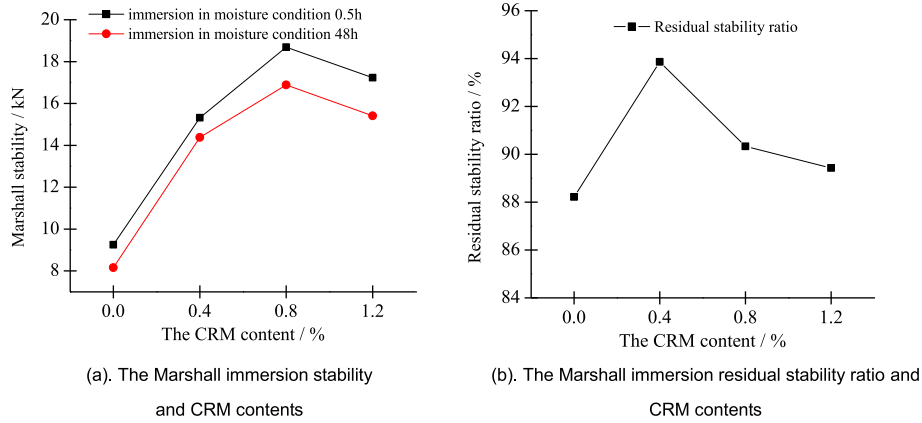 immersion in moisture condition 0.5h
immersion in moisture condition 48h
Marshall stability / kN
20
18
16
14
12
10
8
0.0 0.4 0.8 1.2
The CRM content / %
(a). The Marshall immersion stability
and CRM contents
Residual stability ratio
Residual stability ratio / %
96
94
92
90
88
86
84
0.0 0.4 0.8 1.2
The CRM content / %
(b). The Marshall immersion residual stability ratio and
CRM contents